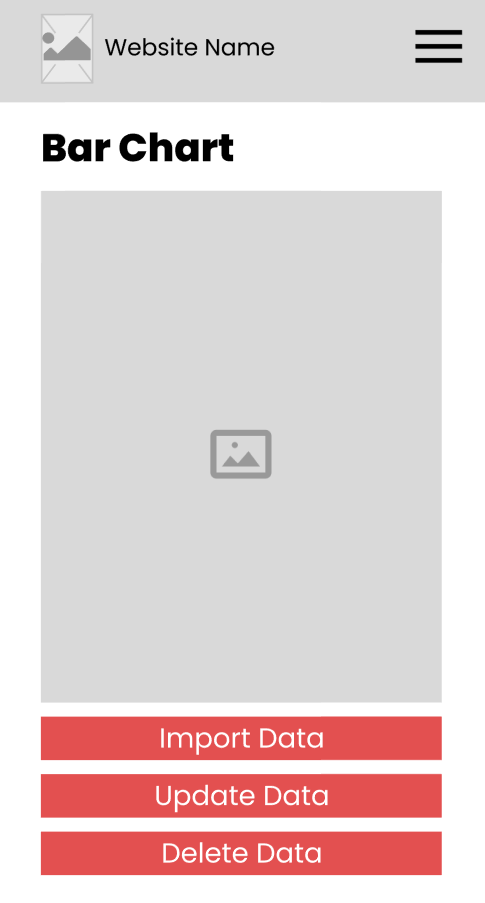 Website Name
Bar Chart
Import Data
Update Data
Delete Data